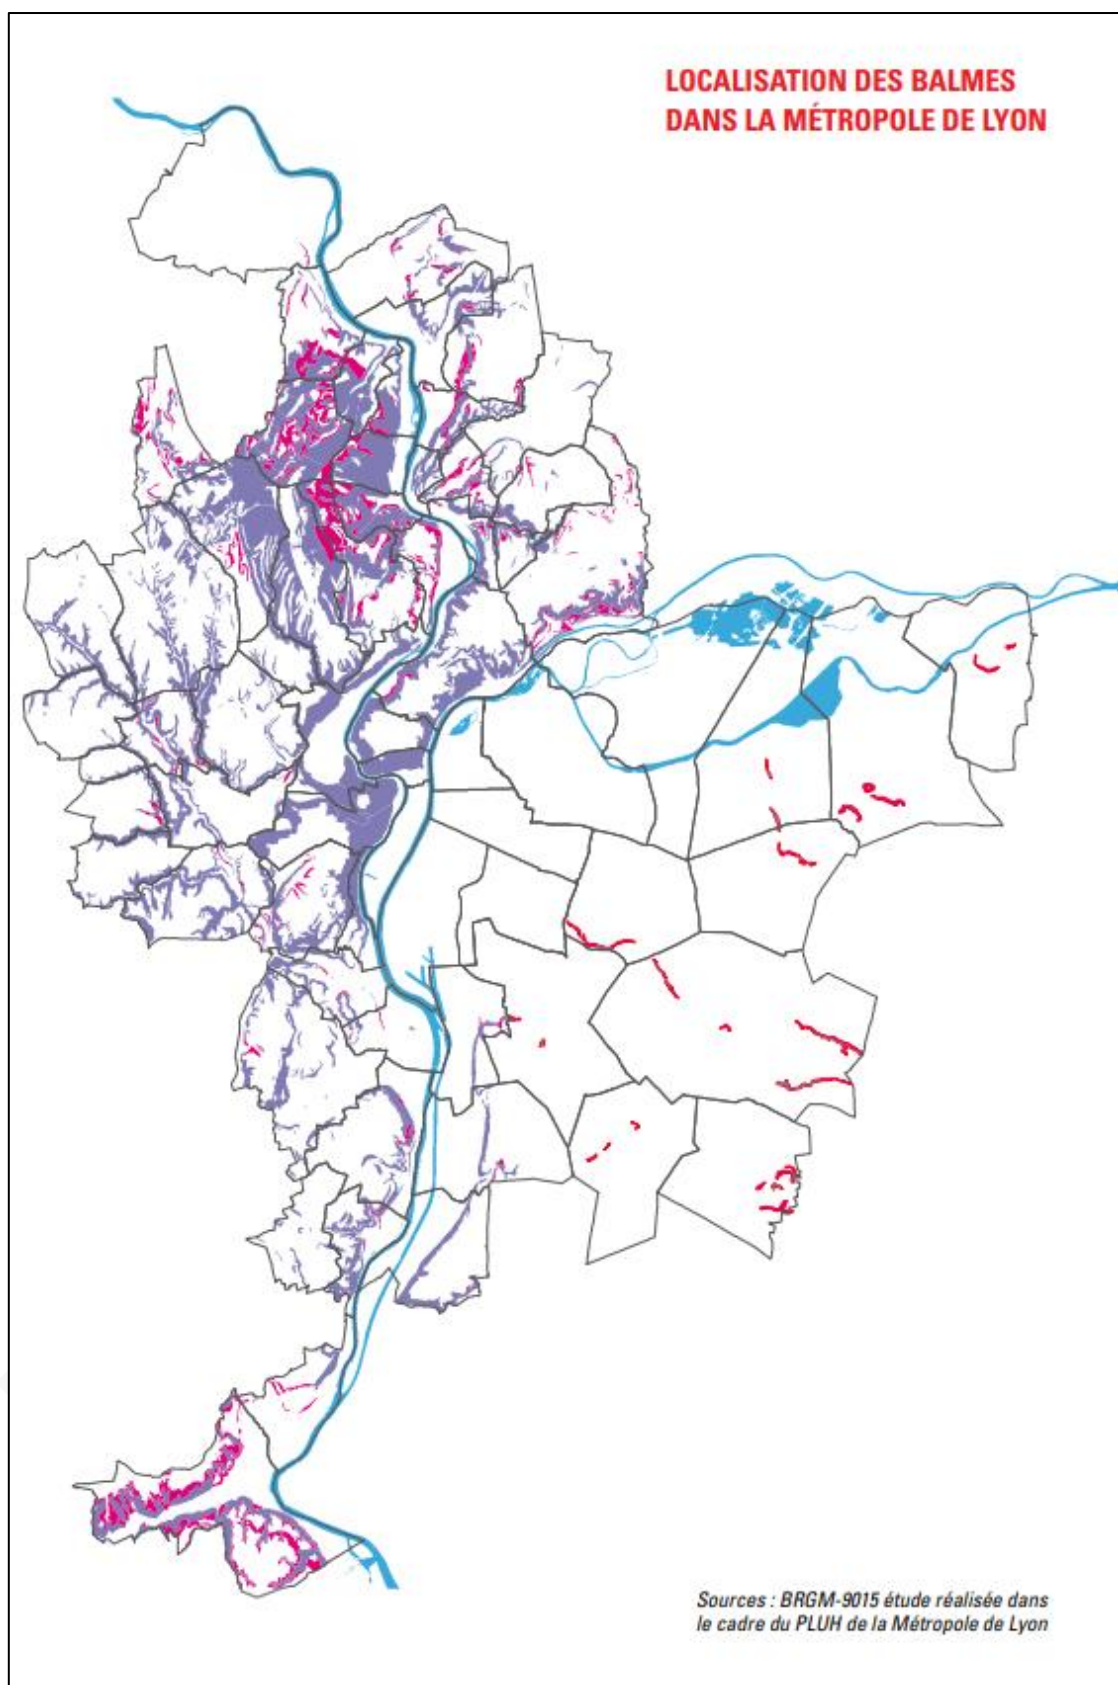 LOCALISATION DES BALMES
DANS LA MÉTROPOLE DE LYON
Sources : BRGM-9015 étude réalisée dans
le cadre du PLUH de la Métropole de Lyon